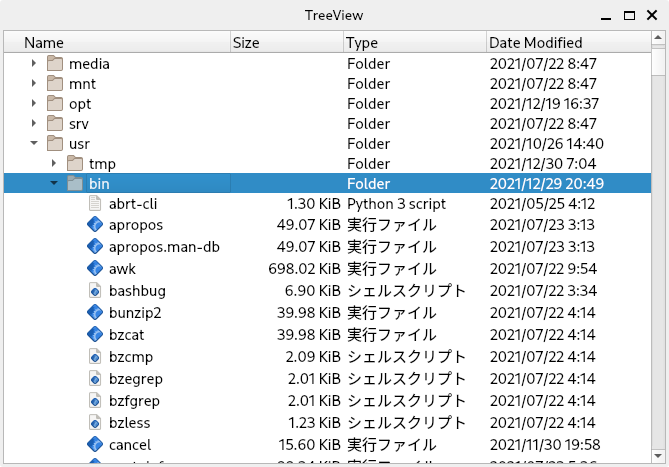 TreeView
Name Size Type Date Modified
media Folder 2021/07/22 8:47
mnt Folder 2021/07/22 8:47
opt Folder 2021/12/19 16:37
srv Folder 2021/07/22 8:47
usr Folder 2021/10/26 14:40
tmp Folder 2021/12/30 7:04
bin Folder 2021/12/29 20:49
abrt-cli 1.30 KiB Python 3 script 2021/05/25 4:12
apropos 49.07 KiB 実行ファイル 2021/07/23 3:13
apropos.man-db 49.07 KiB 実行ファイル 2021/07/23 3:13
awk 698.02 KiB 実行ファイル 2021/07/22 9:54
bashbug 6.90 KiB シェルスクリプト 2021/07/22 3:34
bunzip2 39.98 KiB 実行ファイル 2021/07/22 4:14
bzcat 39.98 KiB 実行ファイル 2021/07/22 4:14
bzcmp 2.09 KiB シェルスクリプト 2021/07/22 4:14
bzegrep 2.01 KiB シェルスクリプト 2021/07/22 4:14
bzfgrep 2.01 KiB シェルスクリプト 2021/07/22 4:14
bzless 1.23 KiB シェルスクリプト 2021/07/22 4:14
cancel 15.60 KiB 実行ファイル 2021/11/30 19:58